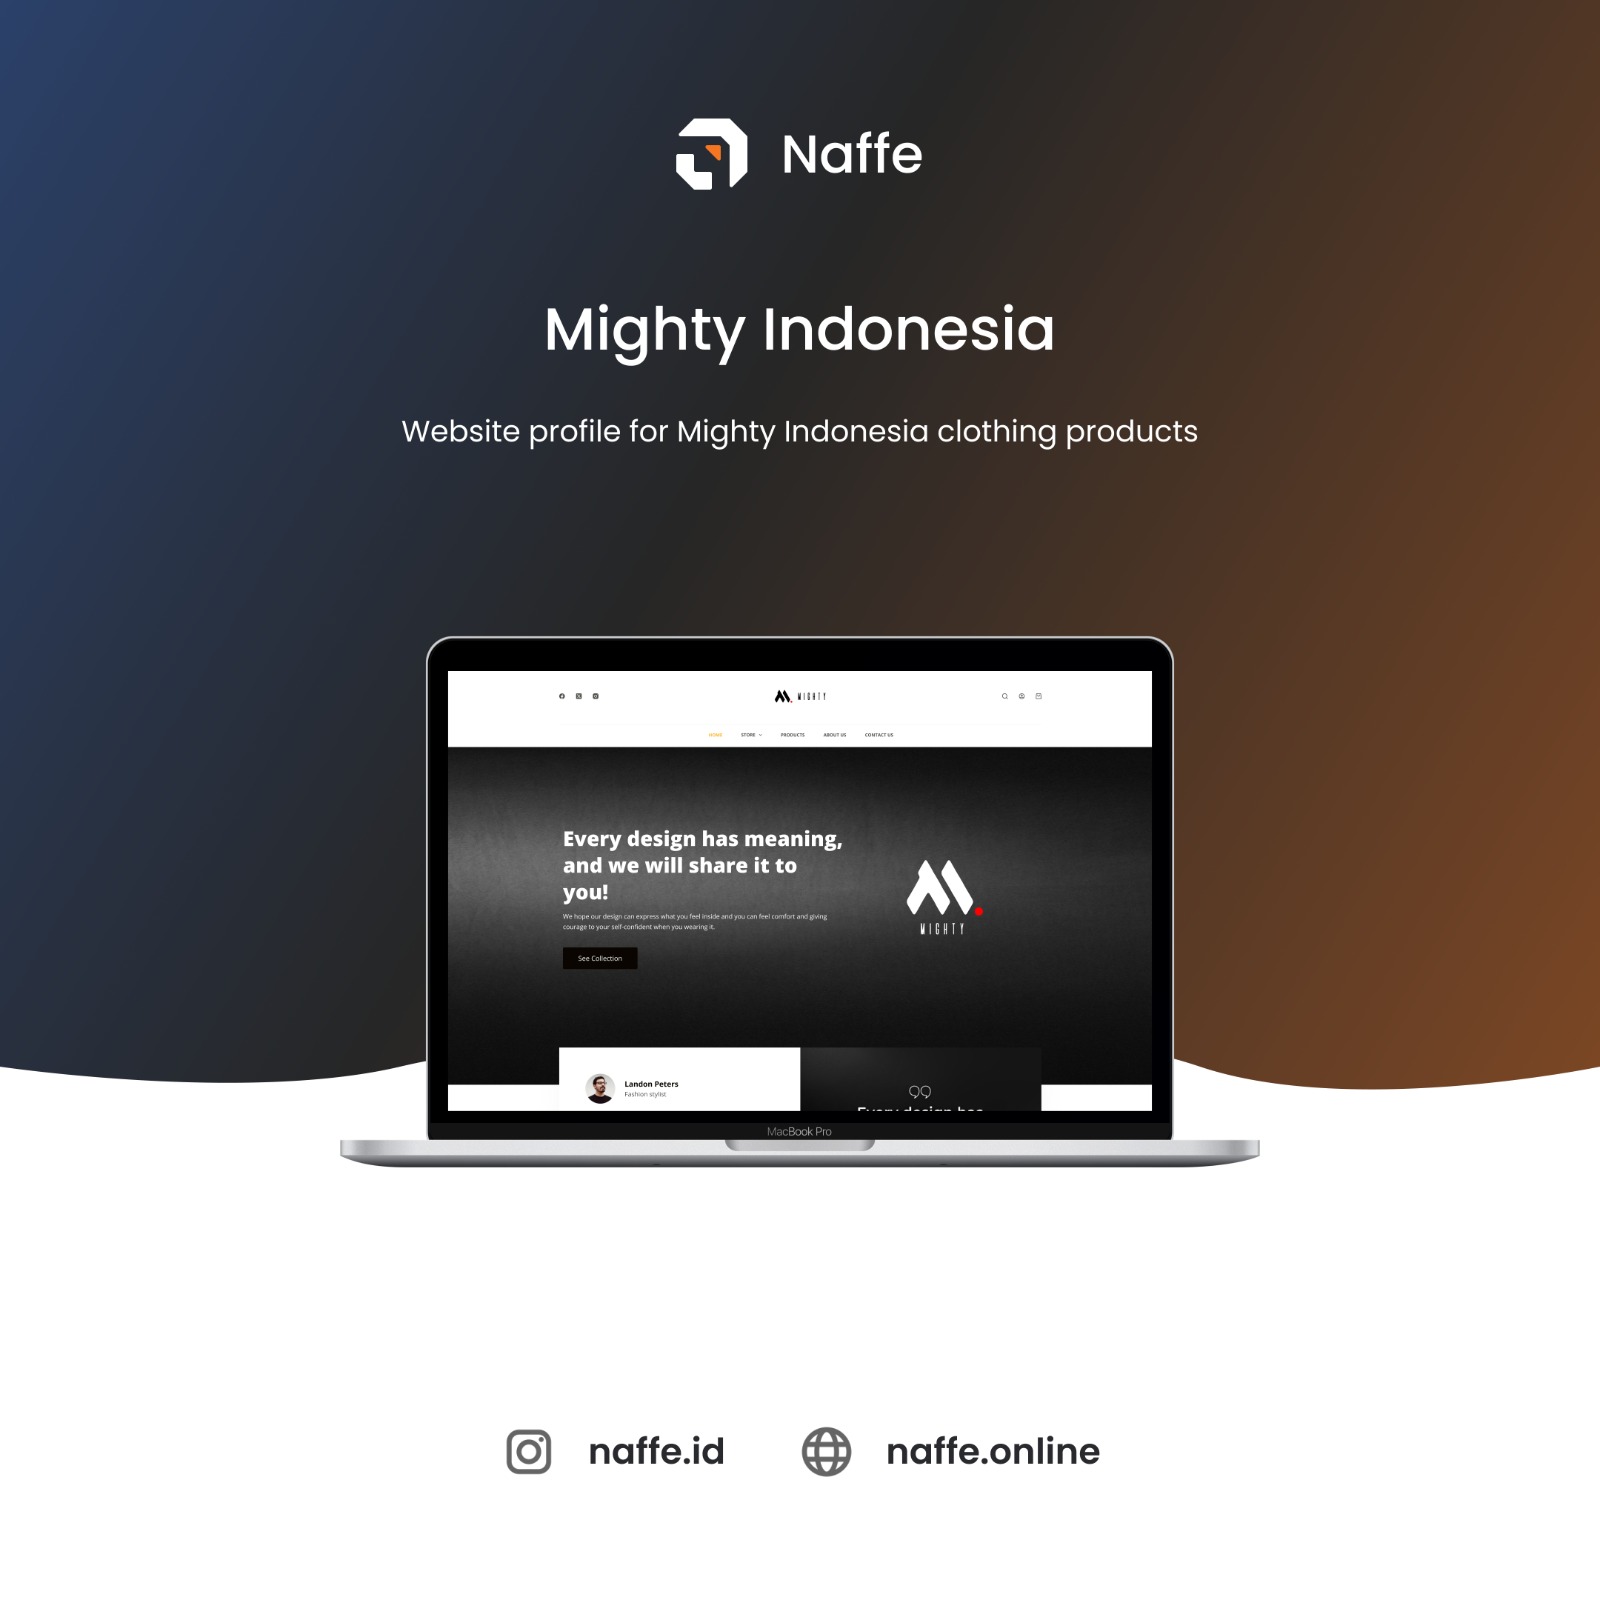 Naffe
Mighty Indonesia
Website profile for Mighty Indonesia clothing products
MIGHTY
HOME STORE PRODUCTS ABOUT US CONTACT US
Every design has meaning,
and we will share it to
you!
We hope our design can express what you feel inside and you can feel comfort and giving
courage to your self-confident when you wearing it.
See Collection
MIGHTY
Landon Peters
Fashion stylist
Every design has
MacBook Pro
naffe.id naffe.online